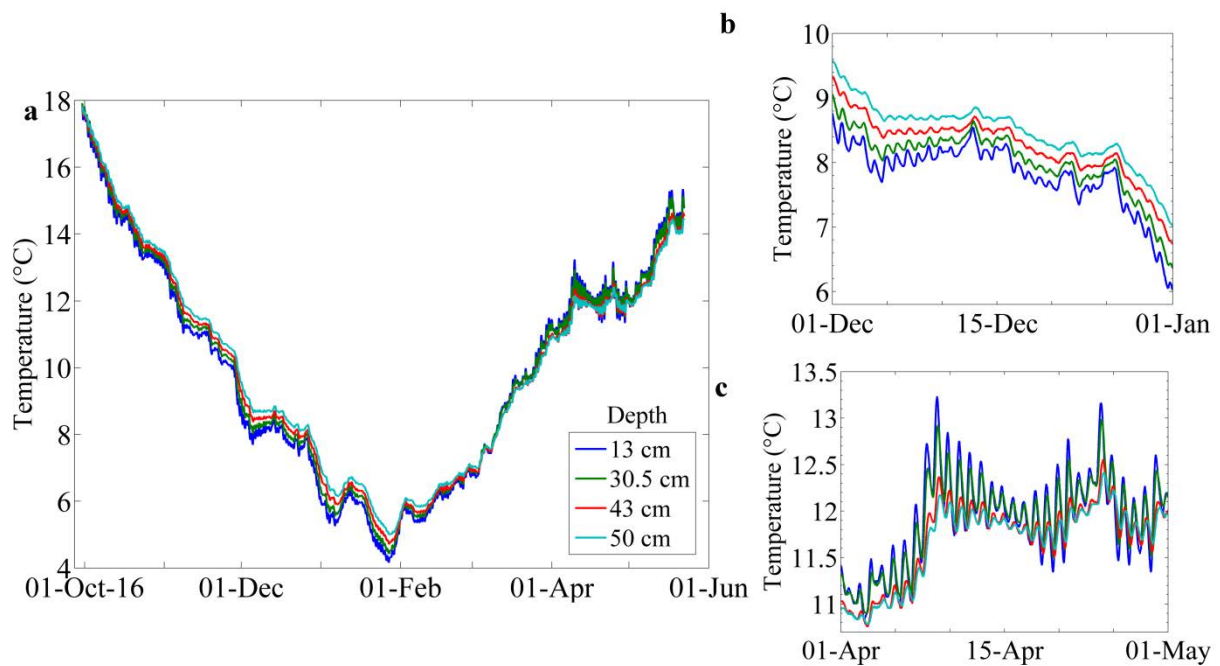 a
18
16
14
12
10
8
6
4
Temperature (°C)
01-Oct-16 01-Dec 01-Feb 01-Apr 01-Jun
Depth
13 cm
30.5 cm
43 cm
50 cm
b
10
9
8
7
6
Temperature (°C)
01-Dec 15-Dec 01-Jan
c
13.5
13
12.5
12
11.5
11
Temperature (°C)
01-Apr 15-Apr 01-May